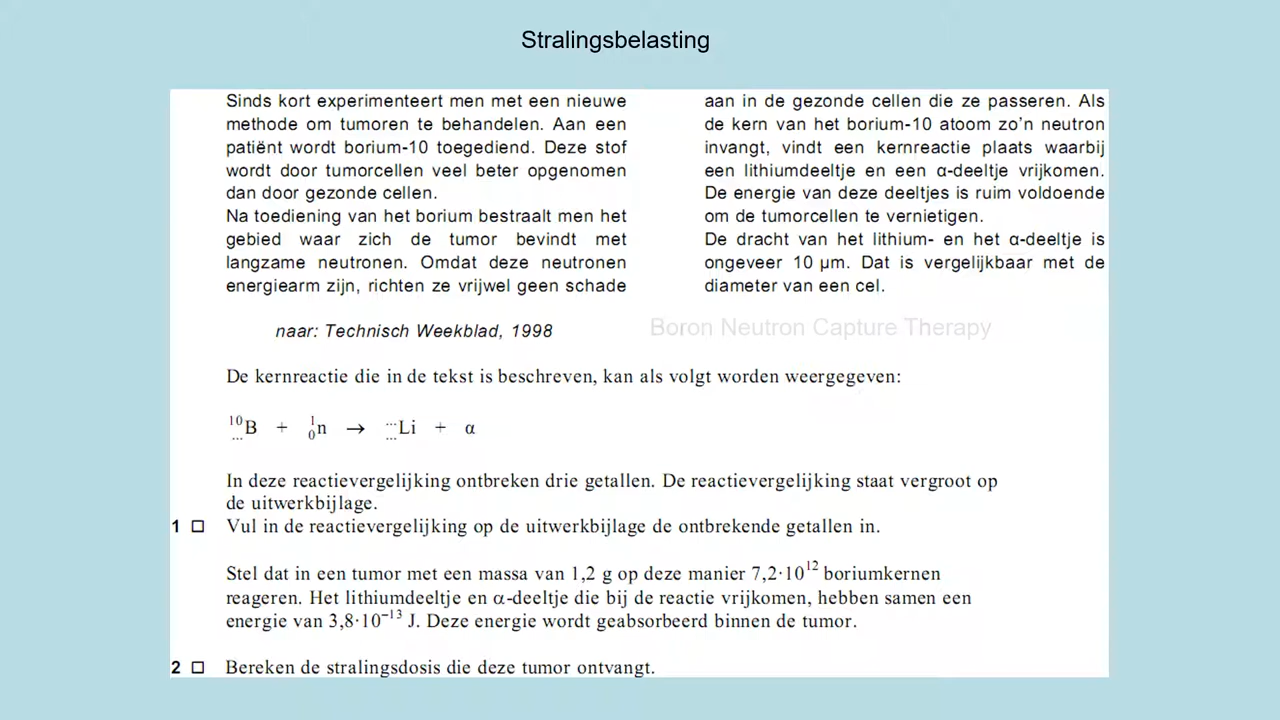 Stralingsbelasting
Sinds kort experimenteert men met een nieuwe
methode om tumoren te behandelen. Aan een
patiënt wordt borium-10 toegediend. Deze stof
wordt door tumorcellen veel beter opgenomen
dan door gezonde cellen.
Na toediening van het borium bestraalt men het
gebied waar zich de tumor bevindt met
langzame neutronen. Omdat deze neutronen
energiearm zijn, richten ze vrijwel geen schade
aan in de gezonde cellen die ze passeren. Als
de kern van het borium-10 atoom zo'n neutron
invangt, vindt een kernreactie plaats waarbij
een lithiumdeeltje en een α-deeltje vrijkomen.
De energie van deze deeltjes is ruim voldoende
om de tumorcellen te vernietigen.
De dracht van het lithium- en het α-deeltje is
ongeveer 10 µm. Dat is vergelijkbaar met de
diameter van een cel.
naar: Technisch Weekblad, 1998
Boron Neutron Capture Therapy
De kernreactie die in de tekst is beschreven, kan als volgt worden weergegeven:
¹⁰…B + ¹₀n → ……Li + α
In deze reactievergelijking ontbreken drie getallen. De reactievergelijking staat vergroot op
de uitwerkbijlage.
1 □ Vul in de reactievergelijking op de uitwerkbijlage de ontbrekende getallen in.
Stel dat in een tumor met een massa van 1,2 g op deze manier 7,2·10¹² boriumkernen
reageren. Het lithiumdeeltje en α-deeltje die bij de reactie vrijkomen, hebben samen een
energie van 3,8·10⁻¹³ J. Deze energie wordt geabsorbeerd binnen de tumor.
2 □ Bereken de stralingsdosis die deze tumor ontvangt.